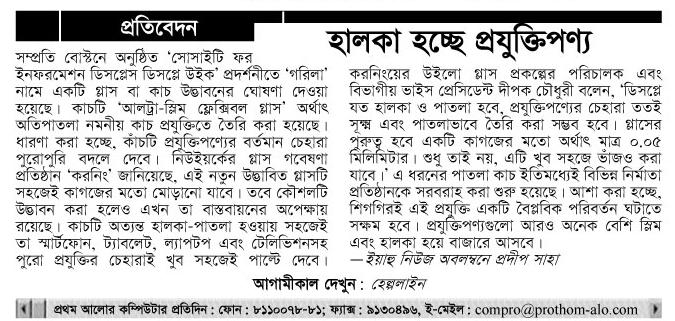 প্রতিবেদন
হালকা হচ্ছে প্রযুক্তিপণ্য
সম্প্রতি বোস্টনে অনুষ্ঠিত ‘সোসাইটি ফর
ইনফরমেশন ডিসপ্লেস ডিসপ্লে উইক’ প্রদর্শনীতে ‘গরিলা’
নামে একটি গ্লাস বা কাচ উদ্ভাবনের ঘোষণা দেওয়া
হয়েছে। কাচটি ‘আলট্রা-স্লিম ফ্লেক্সিবল গ্লাস’ অর্থাৎ
অতিপাতলা নমনীয় কাচ প্রযুক্তিতে তৈরি করা হয়েছে।
ধারণা করা হচ্ছে, কাঁচটি প্রযুক্তিপণ্যের বর্তমান চেহারা
পুরোপুরি বদলে দেবে। নিউইয়র্কের গ্লাস গবেষণা
প্রতিষ্ঠান ‘করনিং’ জানিয়েছে, এই নতুন উদ্ভাবিত গ্লাসটি
সহজেই কাগজের মতো মোড়ানো যাবে। তবে কৌশলটি
উদ্ভাবন করা হলেও এখন তা বাস্তবায়নের অপেক্ষায়
রয়েছে। কাচটি অত্যন্ত হালকা-পাতলা হওয়ায় সহজেই
তা স্মার্টফোন, ট্যাবলেট, ল্যাপটপ এবং টেলিভিশনসহ
পুরো প্রযুক্তির চেহারাই খুব সহজেই পাল্টে দেবে।
করনিংয়ের উইলো গ্লাস প্রকল্পের পরিচালক এবং
বিভাগীয় ভাইস প্রেসিডেন্ট দীপক চৌধুরী বলেন, ‘ডিসপ্লে
যত হালকা ও পাতলা হবে, প্রযুক্তিপণ্যের চেহারা ততই
সূক্ষ্ম এবং পাতলাভাবে তৈরি করা সম্ভব হবে। গ্লাসের
পুরুত্ব হবে একটি কাগজের মতো অর্থাৎ মাত্র ০.০৫
মিলিমিটার। শুধু তাই নয়, এটি খুব সহজে ভাঁজও করা
যাবে।’ এ ধরনের পাতলা কাচ ইতিমধ্যেই বিভিন্ন নির্মাতা
প্রতিষ্ঠানকে সরবরাহ করা শুরু হয়েছে। আশা করা হচ্ছে,
শিগগিরই এই প্রযুক্তি একটি বৈপ্লবিক পরিবর্তন ঘটাতে
সক্ষম হবে। প্রযুক্তিপণ্যগুলো আরও অনেক বেশি স্লিম
এবং হালকা হয়ে বাজারে আসবে।
—ইয়াহু নিউজ অবলম্বনে প্রদীপ সাহা
আগামীকাল দেখুন : হেল্পলাইন
প্রথম আলোর কম্পিউটার প্রতিদিন : ফোন : ৮১১০০৭৮-৮১; ফ্যাক্স : ৯১৩০৪৯৬, ই-মেইল : compro@prothom-alo.com